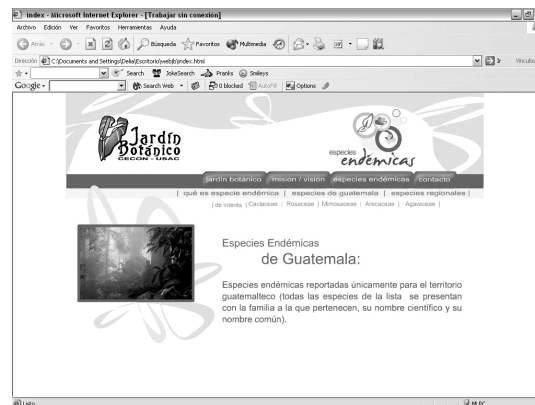 index - Microsoft Internet Explorer - [Trabajar sin conexión]
Archivo Edición Ver Favoritos Herramientas Ayuda
Atrás Búsqueda Favoritos Multimedia
Dirección C:\Documents and Settings\Delia\Escritorio\webjb\index.html Ir Vínculos
Search JokeSearch Pranks Smileys
Google Search Web 0 blocked AutoFill Options
Jardín
Botánico
CECON - USAC
especies
endémicas
jardín botánico misión / visión especies endémicas contacto
| qué es especie endémica | especies de guatemala | especies regionales |
| de interés | Cactaceae | Rosaceae | Mimosaceae | Arecaceae | Agavaceae |
Especies Endémicas
de Guatemala:
Especies endémicas reportadas únicamente para el territorio
guatemalteco (todas las especies de la lista se presentan
con la familia a la que pertenecen, su nombre científico y su
nombre común).
Listo Mi PC